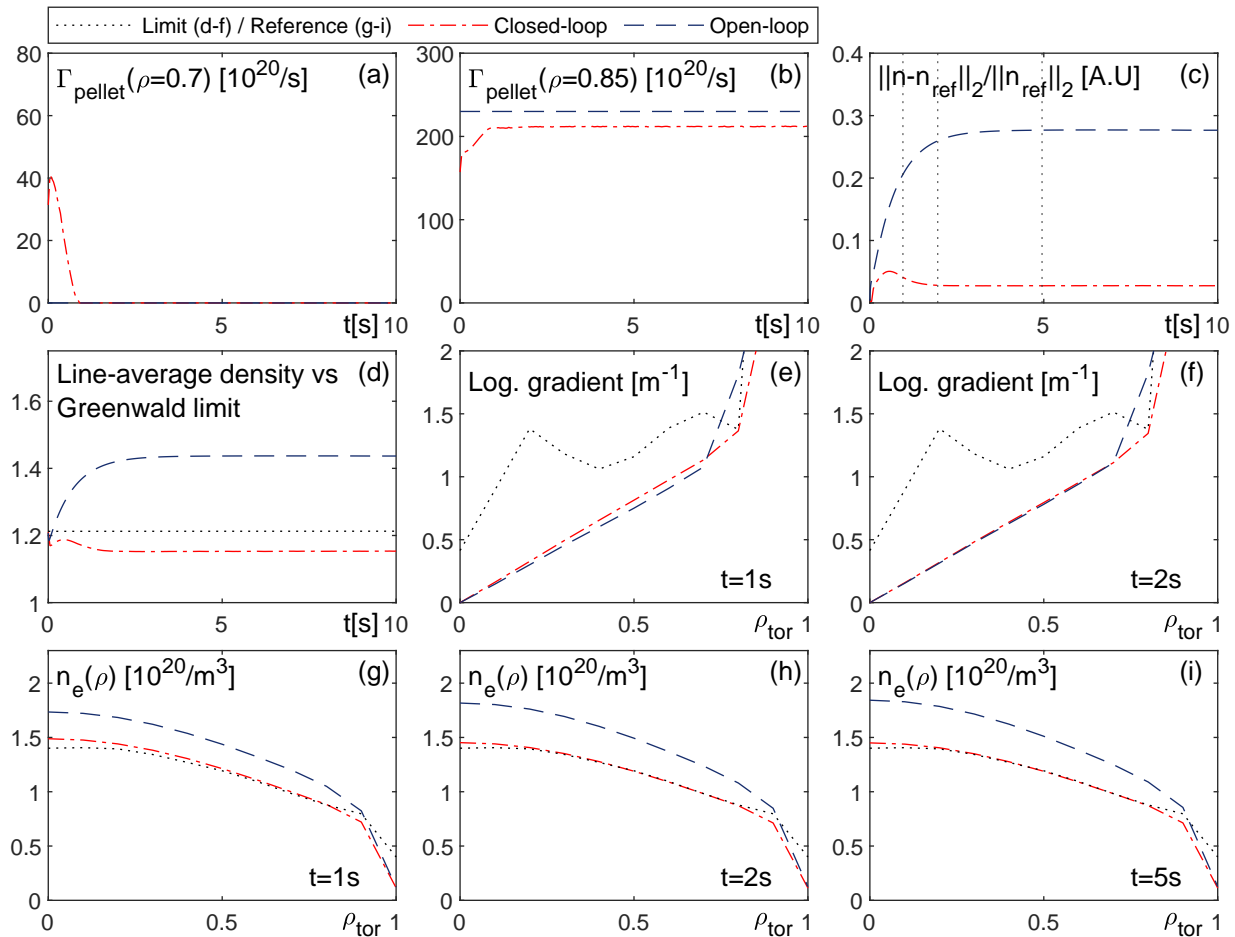 Limit (d-f) / Reference (g-i) Closed-loop Open-loop
80
60
40
20
0
Γpellet(ρ=0.7) [10^20/s] (a)
0 5 t[s] 10
300
200
100
0
Γpellet(ρ=0.85) [10^20/s] (b)
0 5 t[s] 10
0.4
0.3
0.2
0.1
0
||n-n_ref||_2/||n_ref||_2 [A.U] (c)
0 5 t[s] 10
1.6
1.4
1.2
1
Line-average density vs (d)
Greenwald limit
0 5 t[s] 10
2
1.5
1
0.5
0
Log. gradient [m^-1] (e)
t=1s
0 0.5 ρtor 1
2
1.5
1
0.5
0
Log. gradient [m^-1] (f)
t=2s
0 0.5 ρtor 1
2
1.5
1
0.5
0
n_e(ρ) [10^20/m^3] (g)
t=1s
0 0.5 ρtor 1
2
1.5
1
0.5
0
n_e(ρ) [10^20/m^3] (h)
t=2s
0 0.5 ρtor 1
2
1.5
1
0.5
0
n_e(ρ) [10^20/m^3] (i)
t=5s
0 0.5 ρtor 1